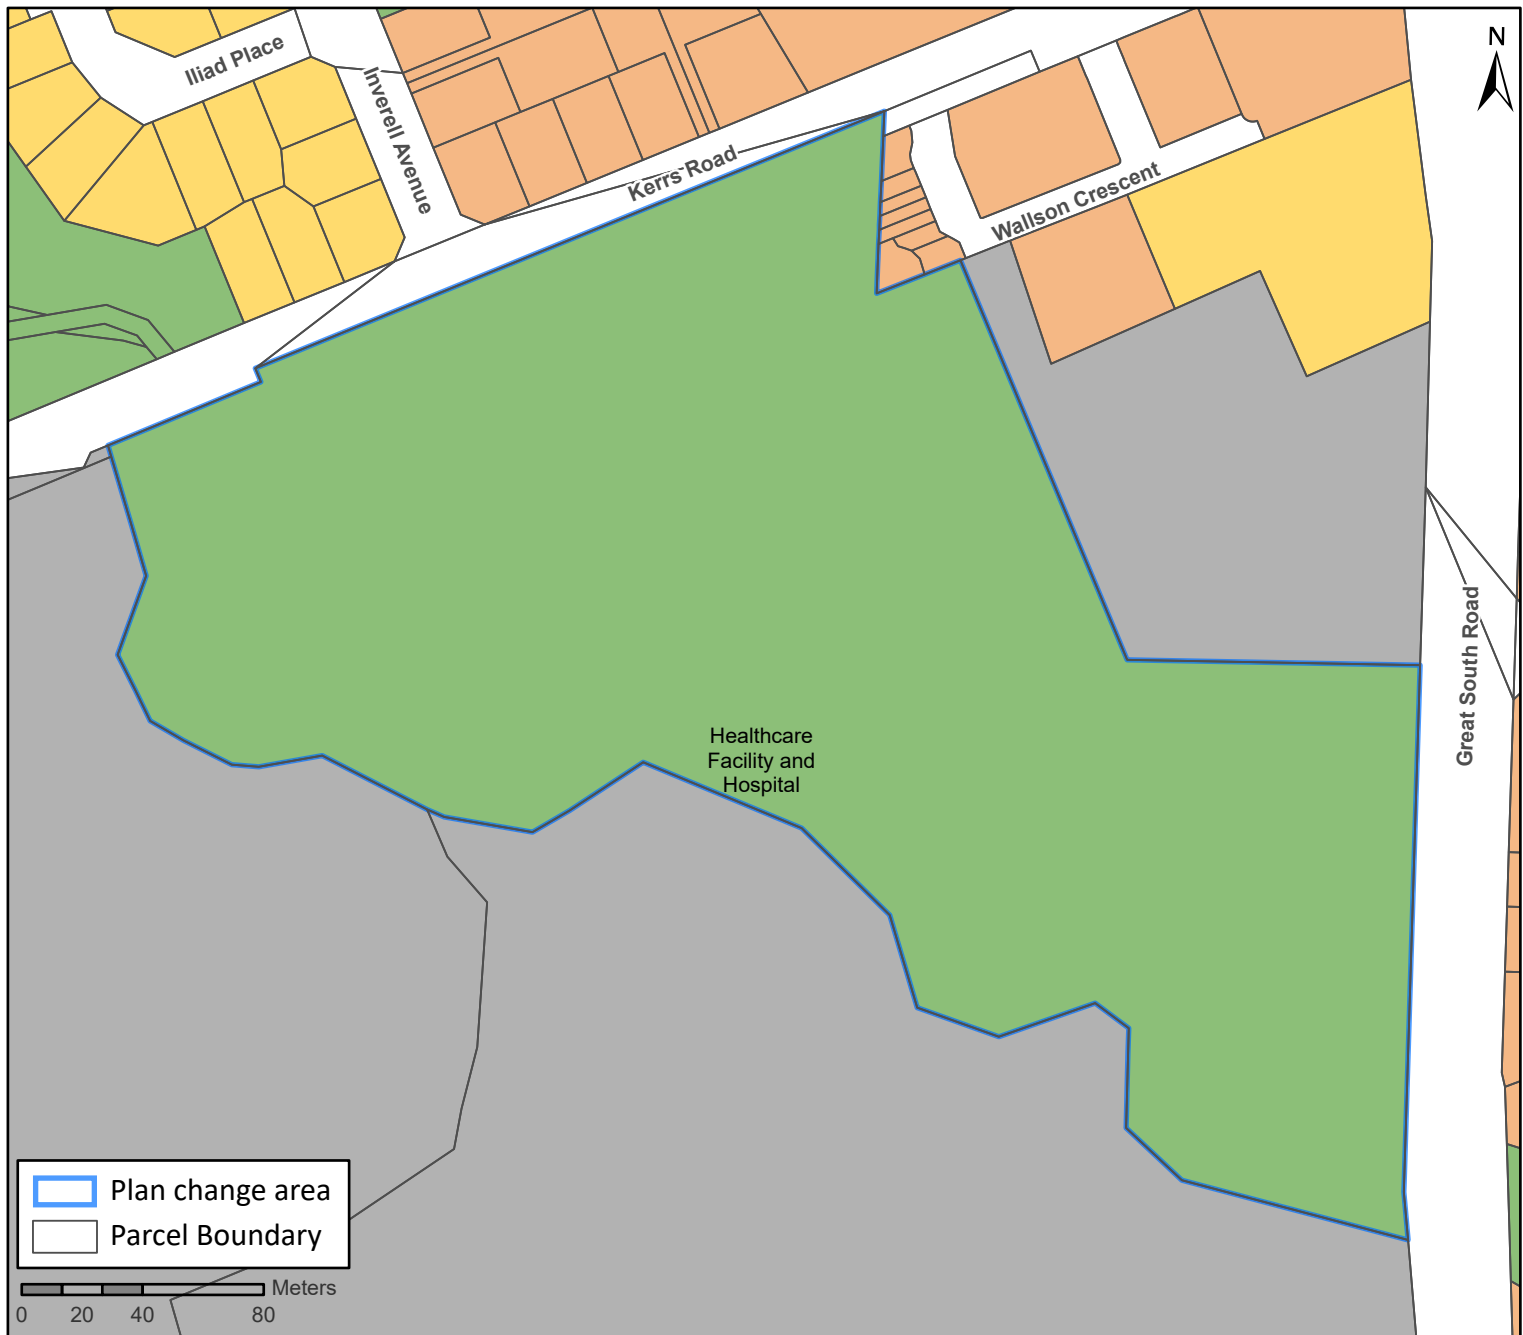 Iliad Place
Inverell Avenue
N
Kerrs Road
Wallson Crescent
Great South Road
Healthcare
Facility and
Hospital
Plan change area
Parcel Boundary
Meters
0 20 40 80